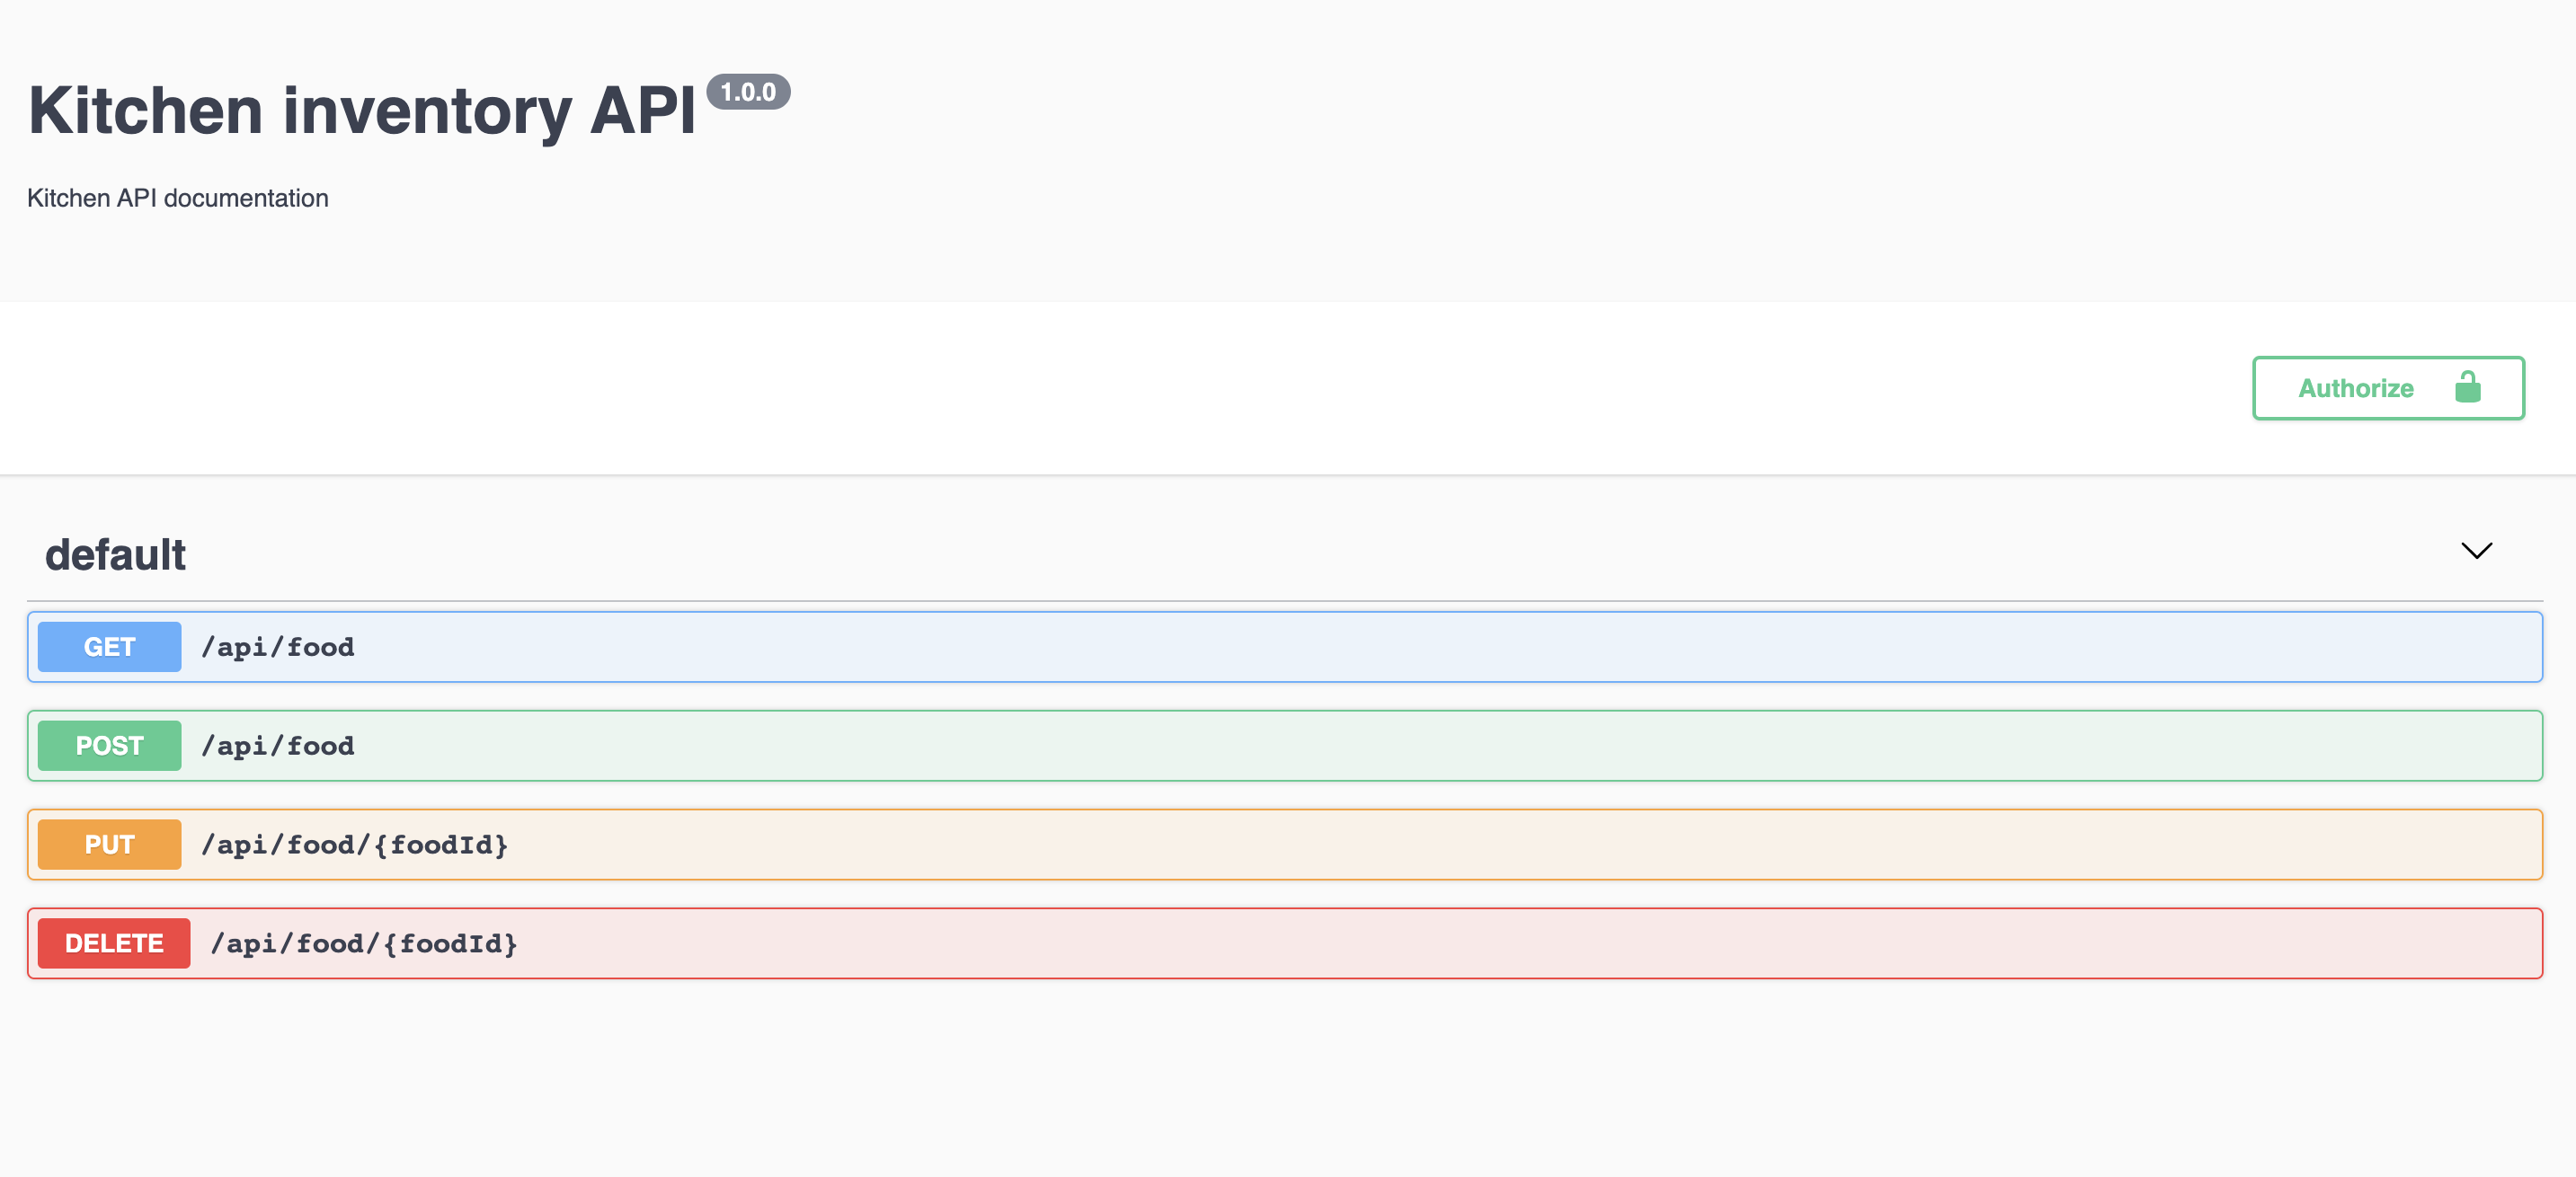 Kitchen inventory API 1.0.0
Kitchen API documentation
Authorize
default
GET /api/food
POST /api/food
PUT /api/food/{foodId}
DELETE /api/food/{foodId}